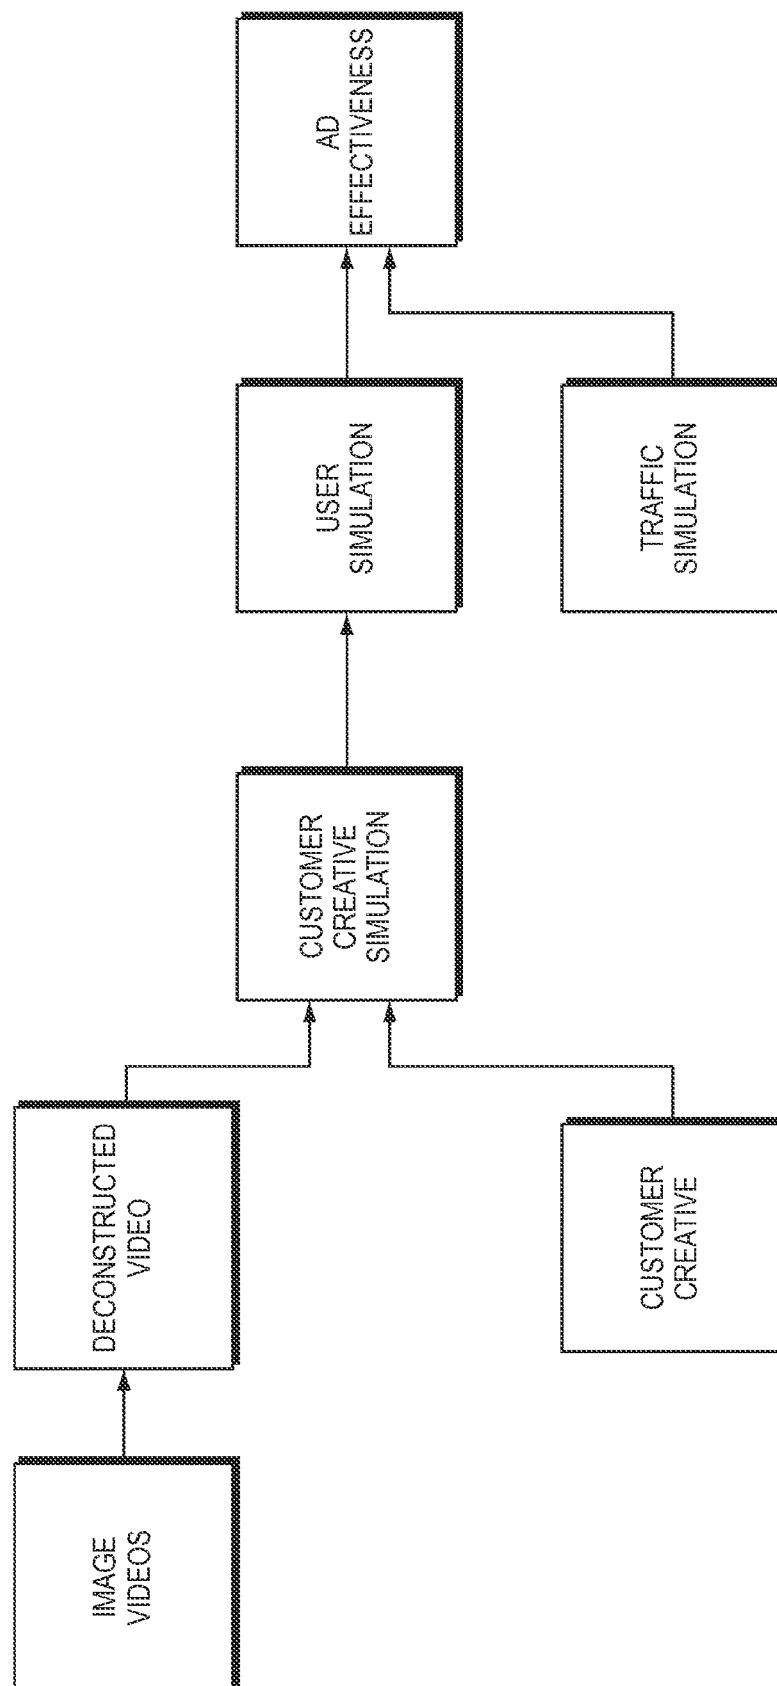 IMAGE
VIDEOS
DECONSTRUCTED
VIDEO
CUSTOMER
CREATIVE
CUSTOMER
CREATIVE
SIMULATION
USER
SIMULATION
TRAFFIC
SIMULATION
AD
EFFECTIVENESS